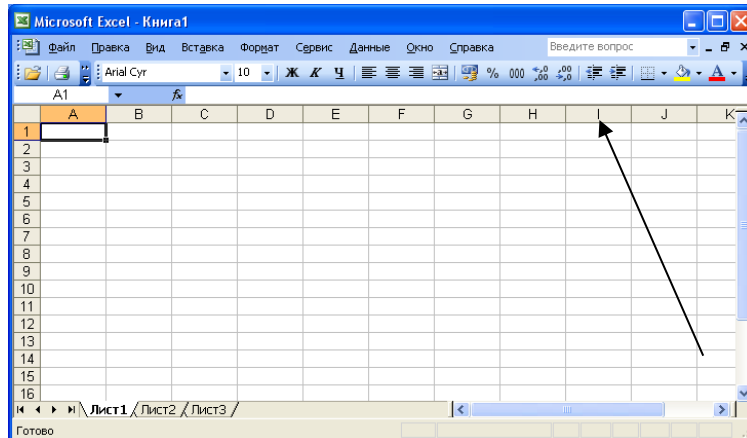 Microsoft Excel - Книга1
Файл Правка Вид Вставка Формат Сервис Данные Окно Справка Введите вопрос
Arial Cyr 10 Ж К Ч % 000 ,00 ,00
A1 fx
A B C D E F G H I J K
1
2
3
4
5
6
7
8
9
10
11
12
13
14
15
16
Лист1 Лист2 Лист3
Готово